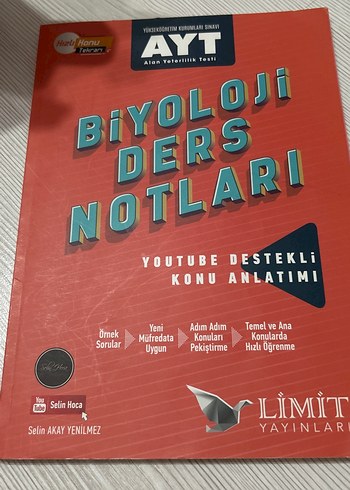 YÜKSEKÖĞRETİM KURUMLARI SINAVI
AYT
Alan Yeterlilik Testi
Hızlı Konu
Tekrarı
BİYOLOJİ
DERS
NOTLARI
YOUTUBE DESTEKLİ
KONU ANLATIMI
Örnek
Sorular
Yeni
Müfredata
Uygun
Adım Adım
Konuları
Pekiştirme
Temel ve Ana
Konularda
Hızlı Öğrenme
You
Tube
Selin Hoca
Selin AKAY YENİLMEZ
LİMİT
YAYINLARI